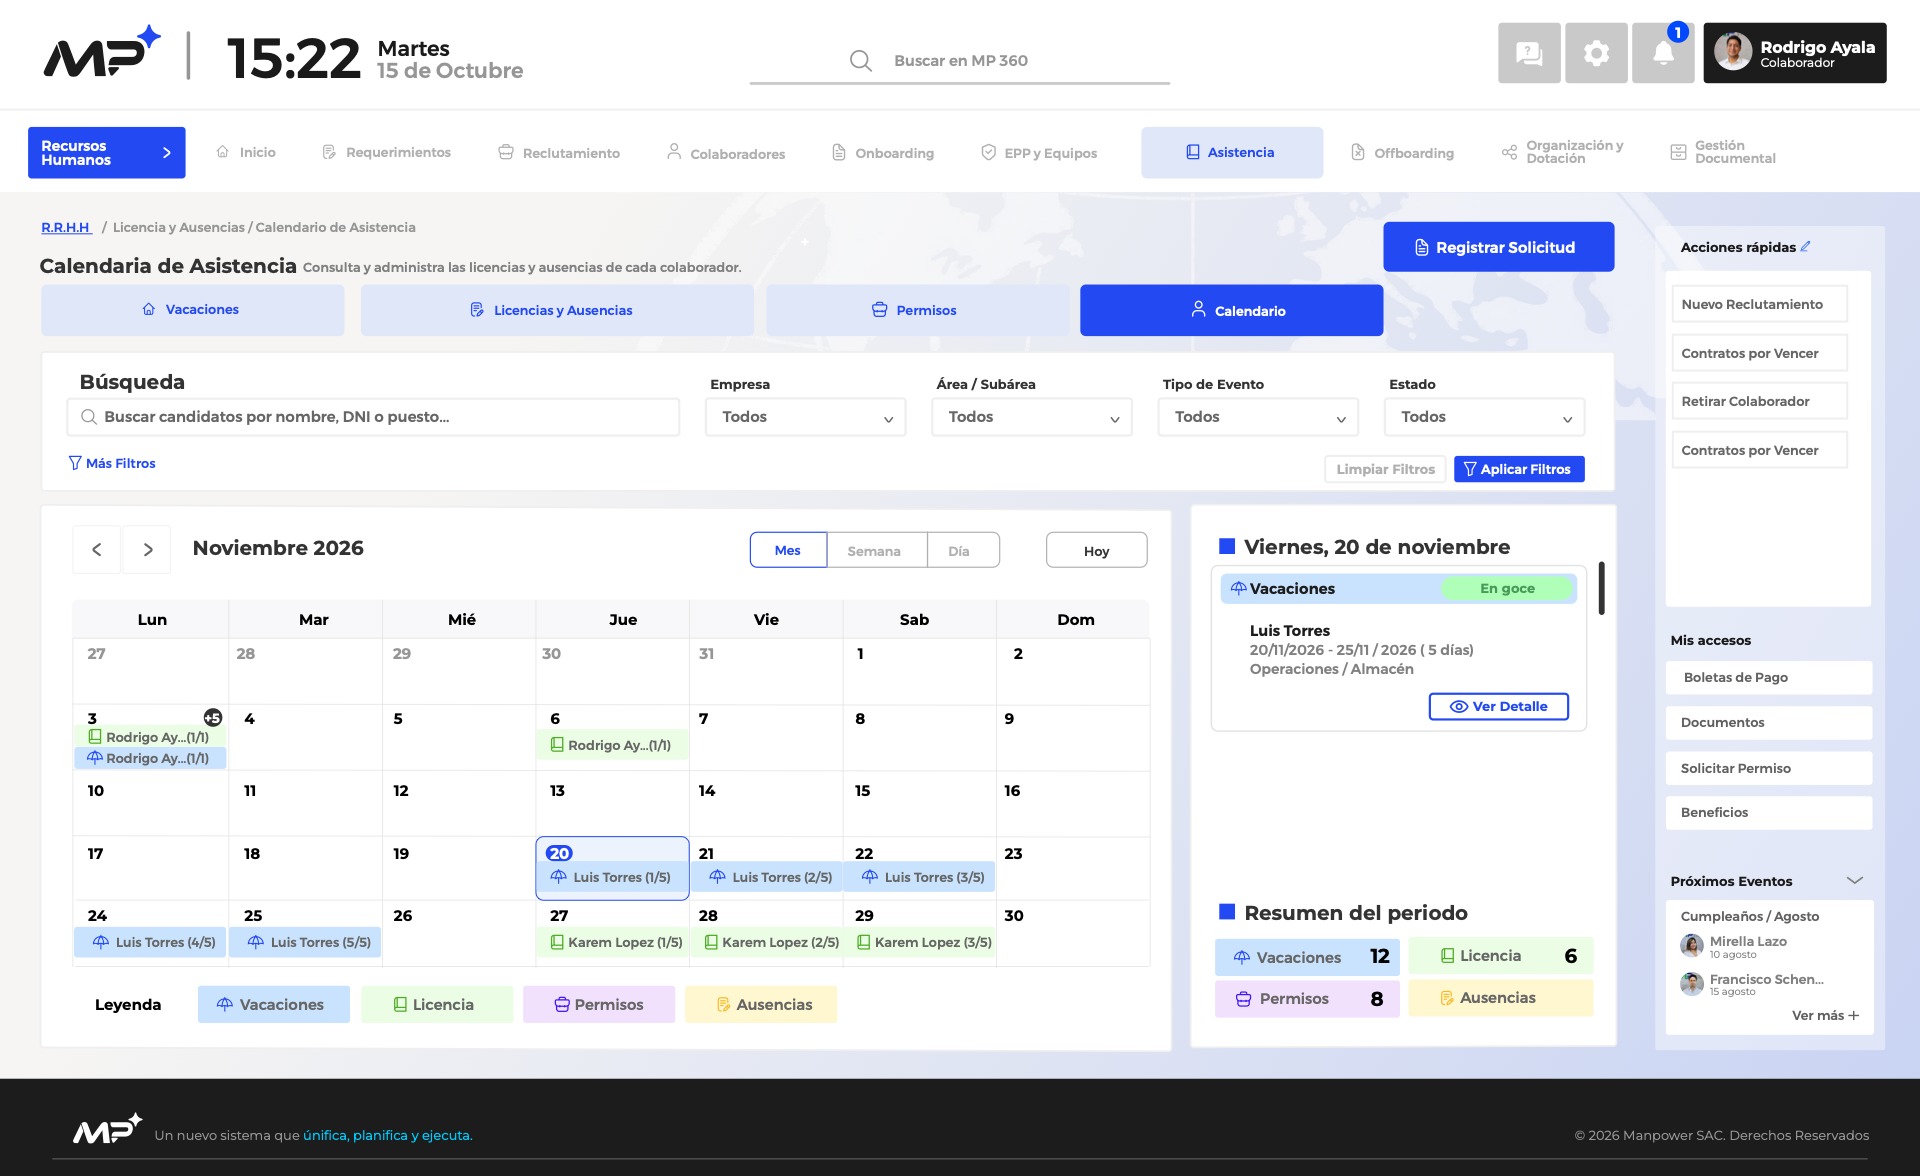 MP
15:22
Martes
15 de Octubre
Buscar en MP 360
?
1
Rodrigo Ayala
Colaborador
Recursos
Humanos
Inicio
Requerimientos
Reclutamiento
Colaboradores
Onboarding
EPP y Equipos
Asistencia
Offboarding
Organización y
Dotación
Gestión
Documental
R.R.H.H / Licencia y Ausencias / Calendario de Asistencia
Calendaria de Asistencia Consulta y administra las licencias y ausencias de cada colaborador.
Registrar Solicitud
Vacaciones
Licencias y Ausencias
Permisos
Calendario
Búsqueda
Buscar candidatos por nombre, DNI o puesto...
Empresa
Todos
Área / Subárea
Todos
Tipo de Evento
Todos
Estado
Todos
Más Filtros
Limpiar Filtros
Aplicar Filtros
Noviembre 2026
Mes Semana Día
Hoy
Lun Mar Mié Jue Vie Sab Dom
27 28 29 30 31 1 2
3 +5 4 5 6 7 8 9
Rodrigo Ay...(1/1)
Rodrigo Ay...(1/1)
Rodrigo Ay...(1/1)
10 11 12 13 14 15 16
17 18 19 20 21 22 23
Luis Torres (1/5) Luis Torres (2/5) Luis Torres (3/5)
24 25 26 27 28 29 30
Luis Torres (4/5) Luis Torres (5/5) Karem Lopez (1/5) Karem Lopez (2/5) Karem Lopez (3/5)
Leyenda Vacaciones Licencia Permisos Ausencias
Viernes, 20 de noviembre
Vacaciones En goce
Luis Torres
20/11/2026 - 25/11 / 2026 ( 5 días)
Operaciones / Almacén
Ver Detalle
Resumen del periodo
Vacaciones 12
Licencia 6
Permisos 8
Ausencias
Acciones rápidas
Nuevo Reclutamiento
Contratos por Vencer
Retirar Colaborador
Contratos por Vencer
Mis accesos
Boletas de Pago
Documentos
Solicitar Permiso
Beneficios
Próximos Eventos
Cumpleaños / Agosto
Mirella Lazo
10 agosto
Francisco Schen...
15 agosto
Ver más
MP
Un nuevo sistema que únifica, planifica y ejecuta.
© 2026 Manpower SAC. Derechos Reservados